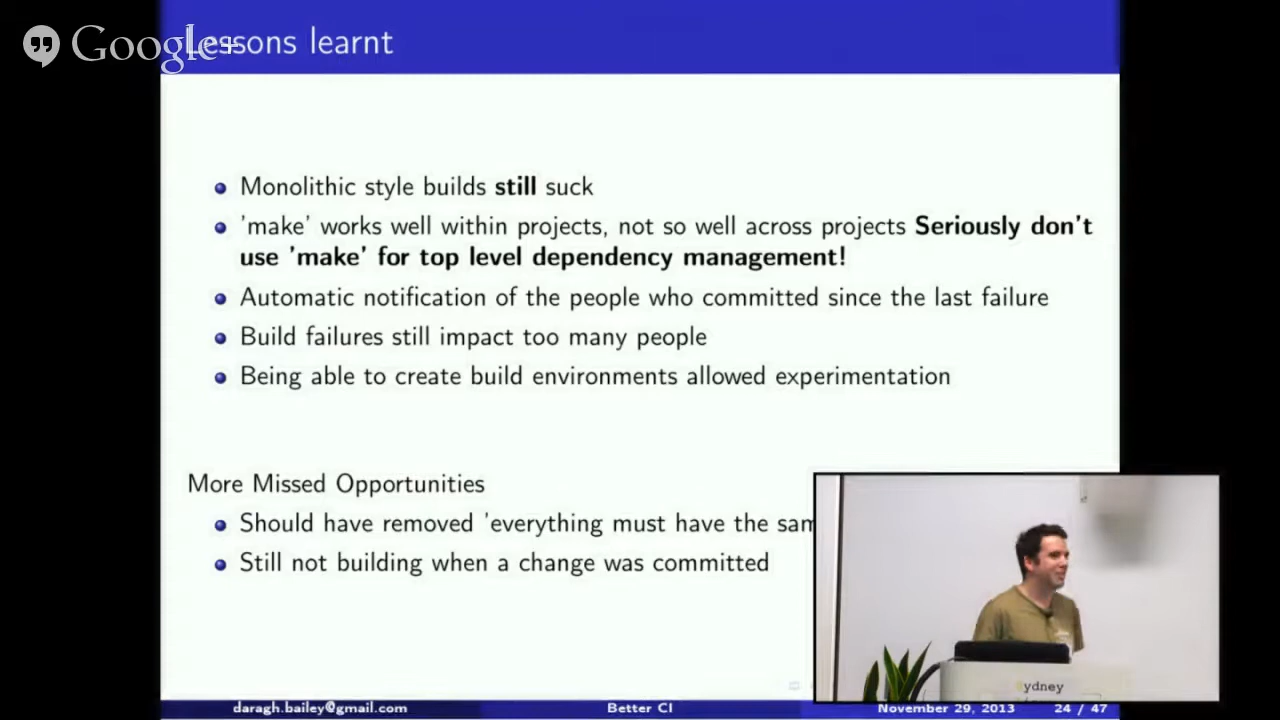 Google+
Lessons learnt
Monolithic style builds still suck
'make' works well within projects, not so well across projects Seriously don't
use 'make' for top level dependency management!
Automatic notification of the people who committed since the last failure
Build failures still impact too many people
Being able to create build environments allowed experimentation
More Missed Opportunities
Should have removed 'everything must have the sam
Still not building when a change was committed
ydney
daragh.bailey@gmail.com Better CI November 29, 2013 24 / 47